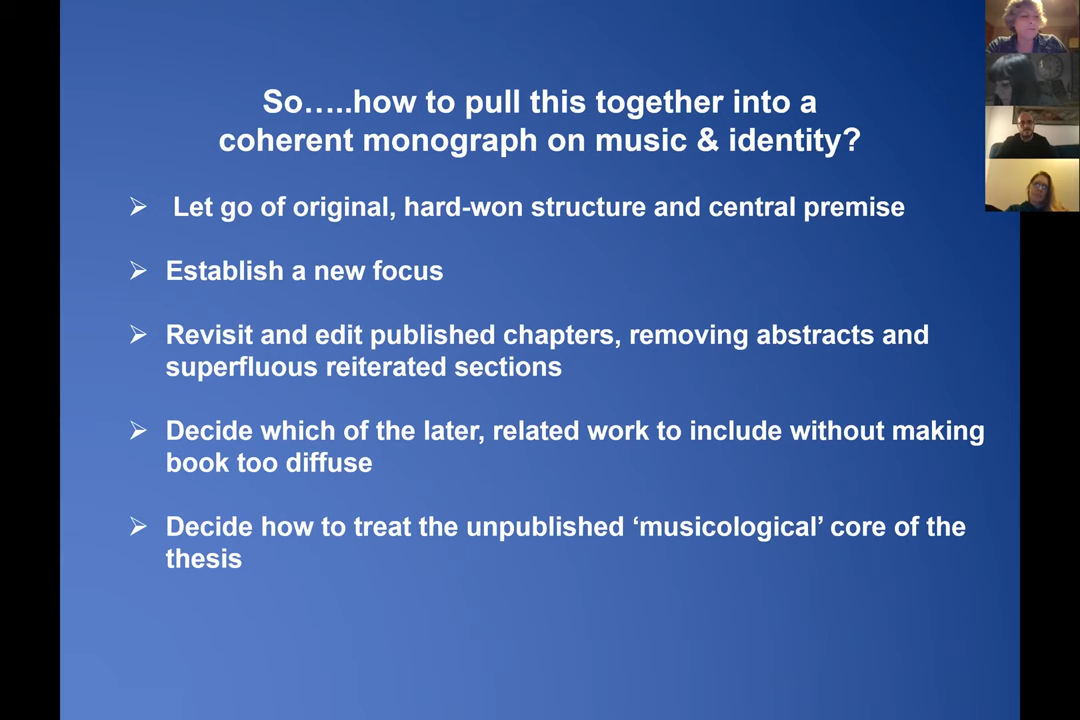 So…..how to pull this together into a
coherent monograph on music & identity?
➢ Let go of original, hard-won structure and central premise
➢ Establish a new focus
➢ Revisit and edit published chapters, removing abstracts and
superfluous reiterated sections
➢ Decide which of the later, related work to include without making
book too diffuse
➢ Decide how to treat the unpublished ‘musicological’ core of the
thesis